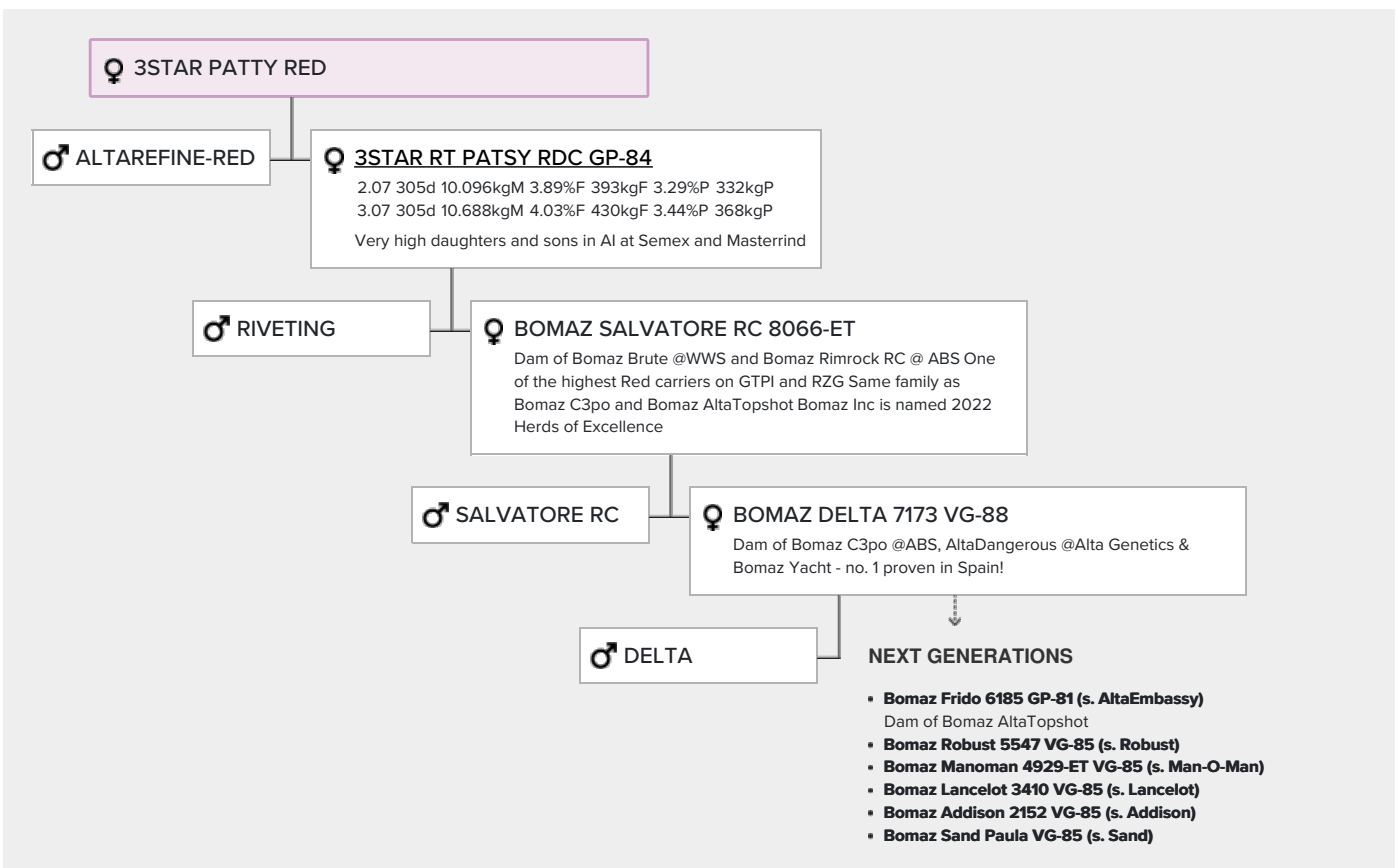 3STAR PATTY RED
ALTAREFINE-RED
3STAR RT PATSY RDC GP-84
2.07 305d 10.096kgM 3.89%F 393kgF 3.29%P 332kgP
3.07 305d 10.688kgM 4.03%F 430kgF 3.44%P 368kgP
Very high daughters and sons in AI at Semex and Masterrind
RIVETING
BOMAZ SALVATORE RC 8066-ET
Dam of Bomaz Brute @WWS and Bomaz Rimrock RC @ ABS One
of the highest Red carriers on GTPI and RZG Same family as
Bomaz C3po and Bomaz AltaTopshot Bomaz Inc is named 2022
Herds of Excellence
SALVATORE RC
BOMAZ DELTA 7173 VG-88
Dam of Bomaz C3po @ABS, AltaDangerous @Alta Genetics &
Bomaz Yacht - no. 1 proven in Spain!
DELTA
NEXT GENERATIONS
• Bomaz Frido 6185 GP-81 (s. AltaEmbassy)
Dam of Bomaz AltaTopshot
• Bomaz Robust 5547 VG-85 (s. Robust)
• Bomaz Manoman 4929-ET VG-85 (s. Man-O-Man)
• Bomaz Lancelot 3410 VG-85 (s. Lancelot)
• Bomaz Addison 2152 VG-85 (s. Addison)
• Bomaz Sand Paula VG-85 (s. Sand)